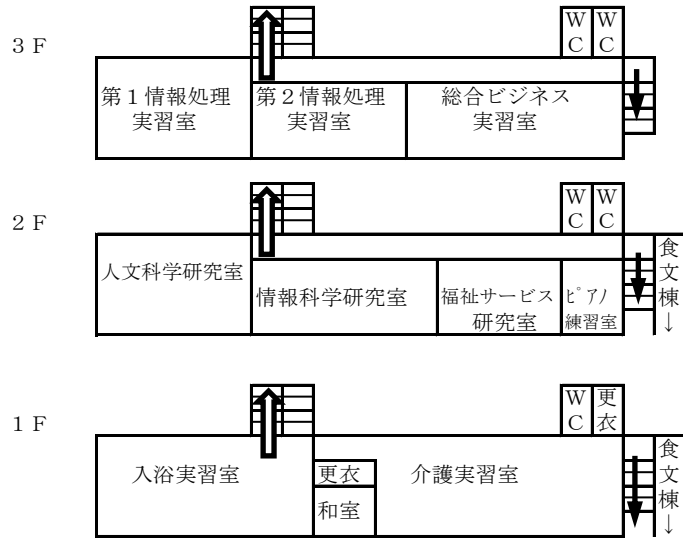 3F
WC
WC
第1情報処理
実習室
第2情報処理
実習室
総合ビジネス
実習室
2F
WC
WC
人文科学研究室
情報科学研究室
福祉サービス
研究室
ﾋﾟｱﾉ
練習室
食文棟↓
1F
WC
更衣
入浴実習室
更衣
和室
介護実習室
食文棟↓